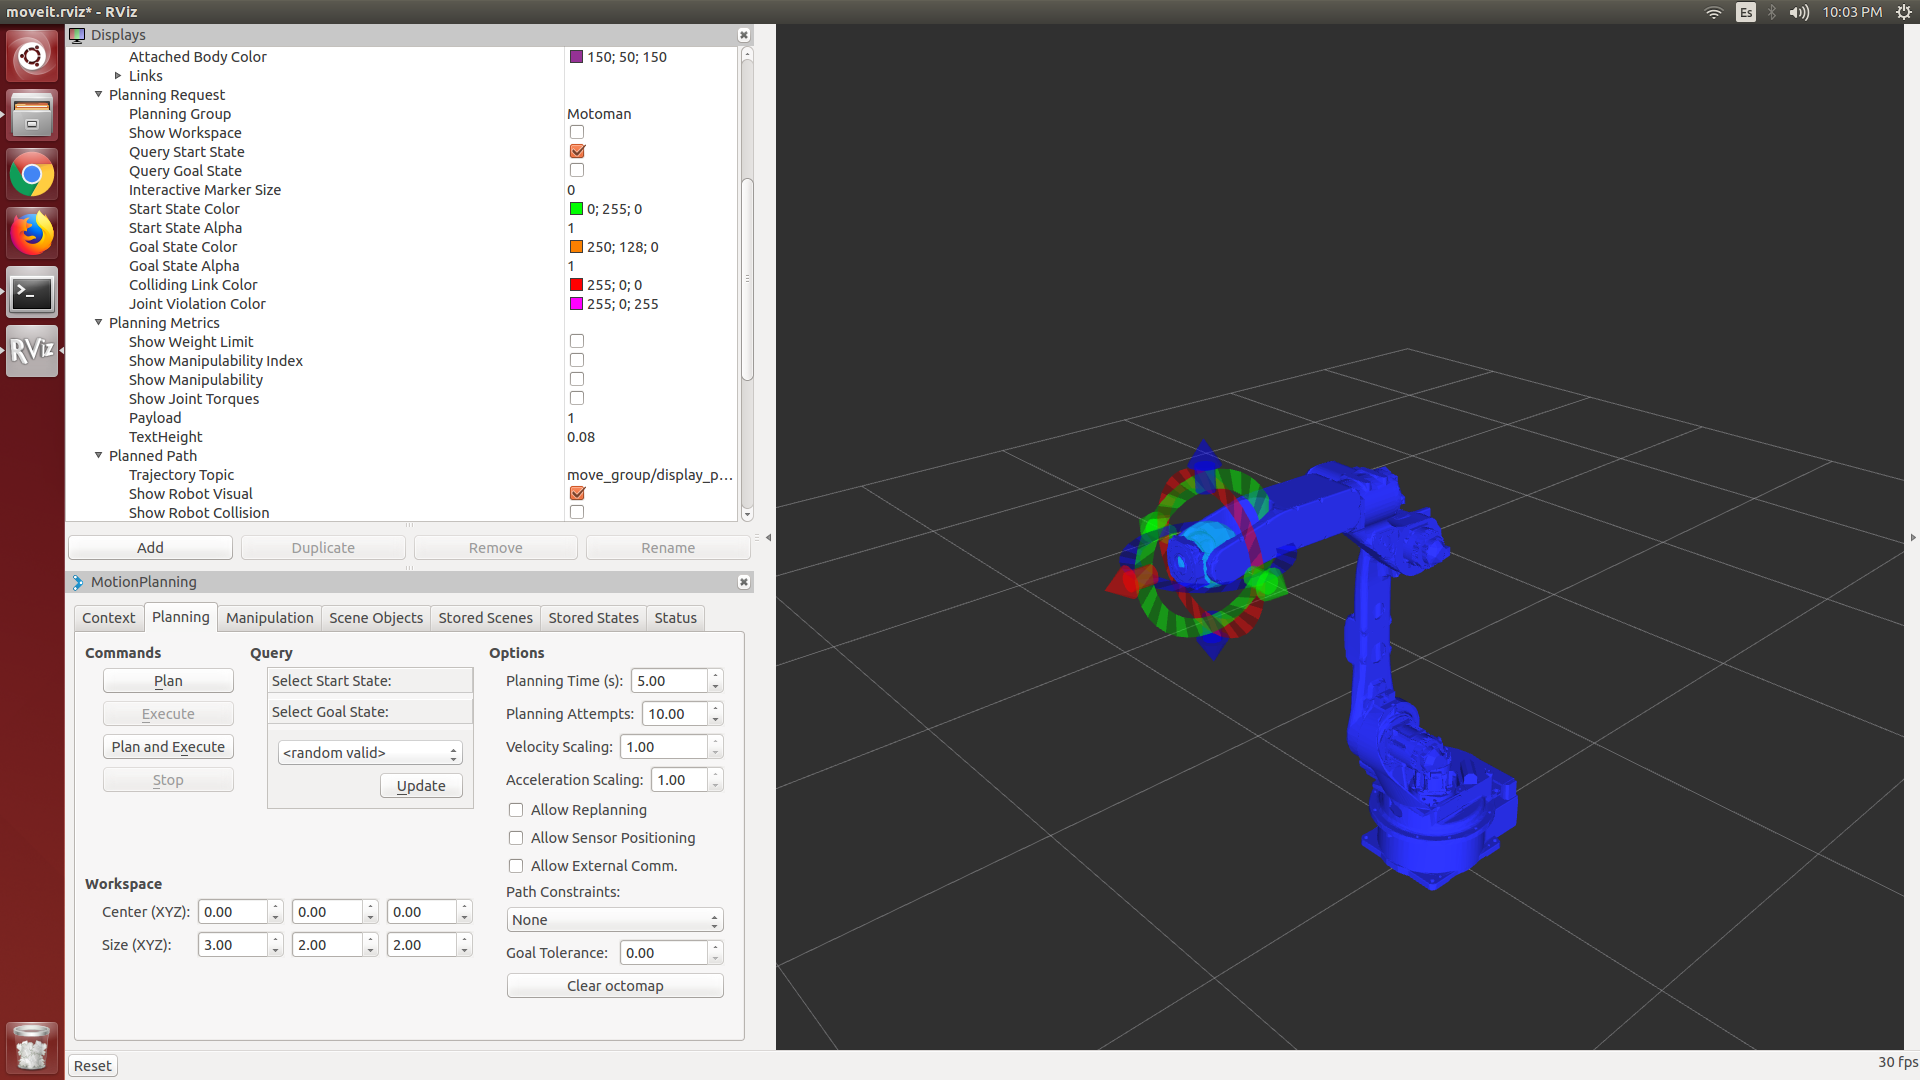 moveit.rviz* - RViz
Es
10:03 PM
Displays
Attached Body Color 150; 50; 150
Links
Planning Request
Planning Group Motoman
Show Workspace
Query Start State
Query Goal State
Interactive Marker Size 0
Start State Color 0; 255; 0
Start State Alpha 1
Goal State Color 250; 128; 0
Goal State Alpha 1
Colliding Link Color 255; 0; 0
Joint Violation Color 255; 0; 255
Planning Metrics
Show Weight Limit
Show Manipulability Index
Show Manipulability
Show Joint Torques
Payload 1
TextHeight 0.08
Planned Path
Trajectory Topic move_group/display_p...
Show Robot Visual
Show Robot Collision
Add Duplicate Remove Rename
MotionPlanning
Context Planning Manipulation Scene Objects Stored Scenes Stored States Status
Commands
Plan
Execute
Plan and Execute
Stop
Query
Select Start State:
Select Goal State:
<random valid>
Update
Options
Planning Time (s): 5.00
Planning Attempts: 10.00
Velocity Scaling: 1.00
Acceleration Scaling: 1.00
Allow Replanning
Allow Sensor Positioning
Allow External Comm.
Path Constraints:
None
Goal Tolerance: 0.00
Clear octomap
Workspace
Center (XYZ): 0.00 0.00 0.00
Size (XYZ): 3.00 2.00 2.00
Reset
30 fps
>_
RViz